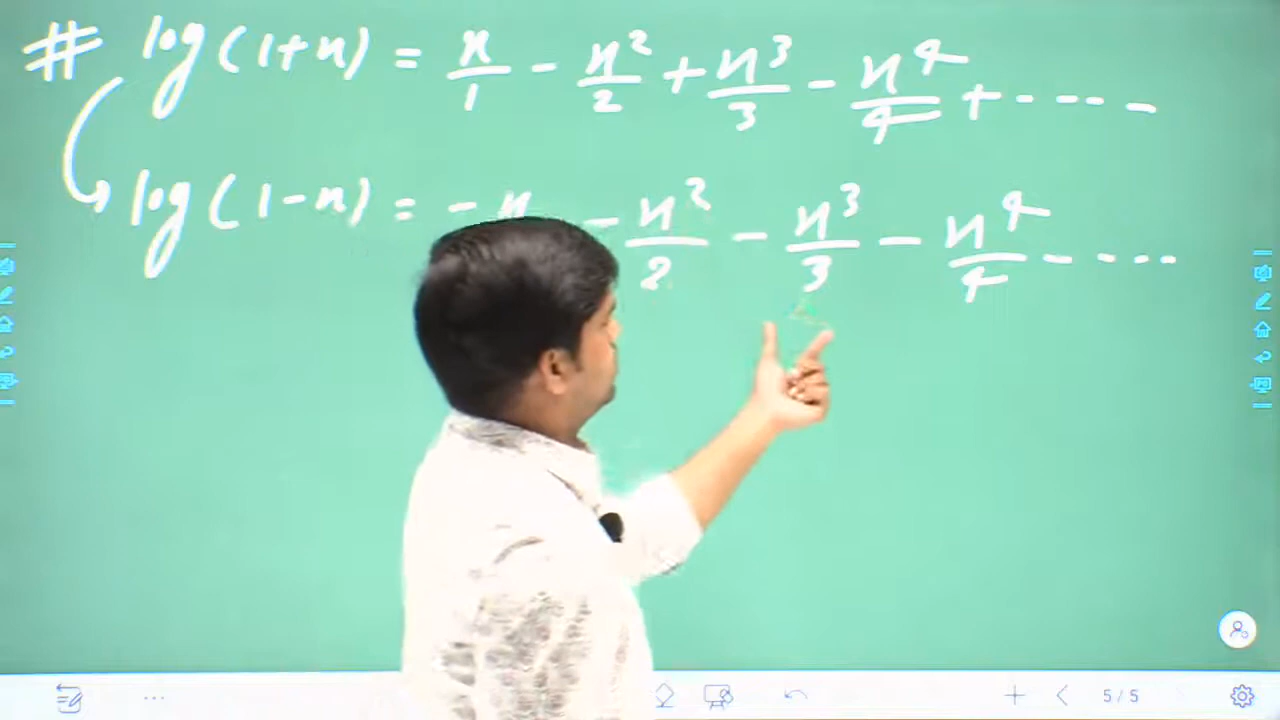 # log(1+x) = x/1 - x²/2 + x³/3 - x⁴/4 + - - - -
log(1-x) = -x - x²/2 - x³/3 - x⁴/4 - - - - -
5/5